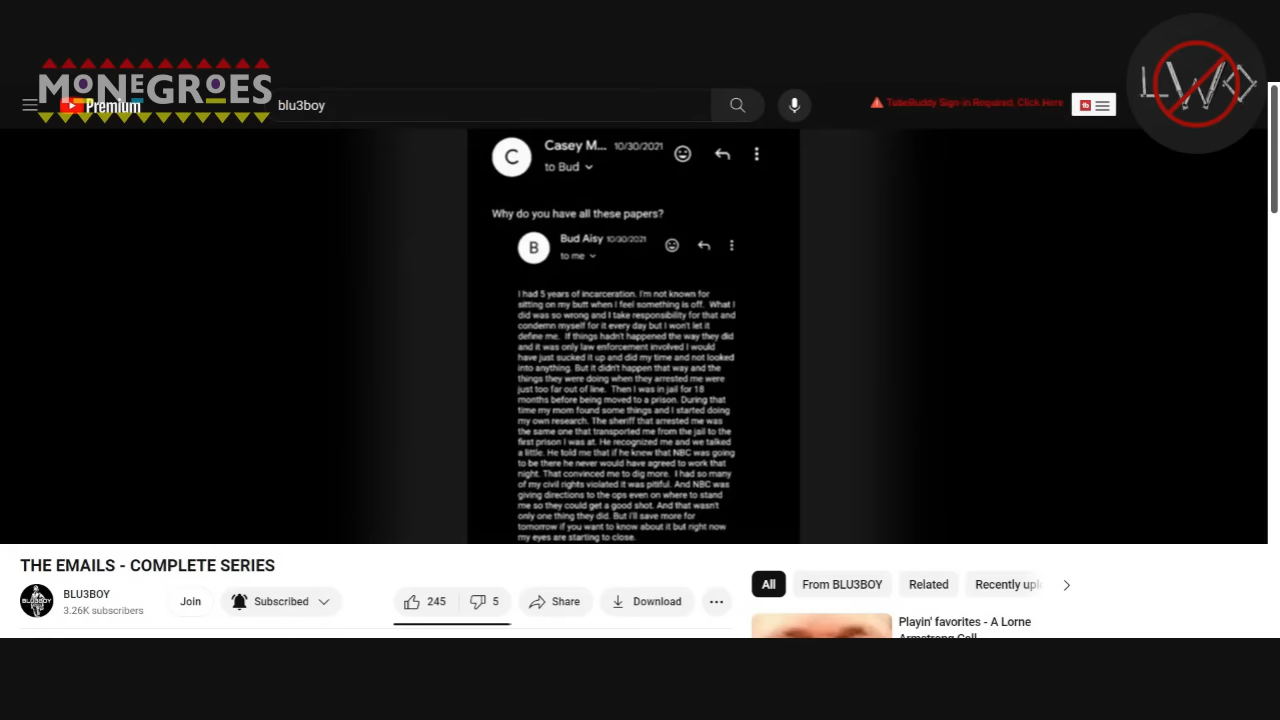 MONEGROES
Premium
blu3boy
TubeBuddy Sign-in Required, Click Here
LWO
C
Casey M... 10/30/2021
to Bud
Why do you have all these papers?
B
Bud Aisy 10/30/2021
to me
I had 5 years of incarceration. I'm not known for
sitting on my butt when I feel something is off. What I
did was so wrong and I take responsibility for that and
condemn myself for it every day but I won't let it
define me. If things hadn't happened the way they did
and it was only law enforcement involved I would
have just sucked it up and did my time and not looked
into anything. But it didn't happen that way and the
things they were doing when they arrested me were
just too far out of line. Then I was in jail for 18
months before being moved to a prison. During that
time my mom found some things and I started doing
my own research. The sheriff that arrested me was
the same one that transported me from the jail to the
first prison I was at. He recognized me and we talked
a little. He told me that if he knew that NBC was going
to be there he never would have agreed to work that
night. That convinced me to dig more. I had so many
of my civil rights violated it was pitiful. And NBC was
giving directions to the ops even on where to stand
me so they could get a good shot. And that wasn't
only one thing they did. But i'll save more for
tomorrow if you want to know about it but right now
my eyes are starting to close.
THE EMAILS - COMPLETE SERIES
BLU3BOY
3.26K subscribers
Join
Subscribed
245
5
Share
Download
All
From BLU3BOY
Related
Recently uplo
Playin' favorites - A Lorne
Armstrong Call